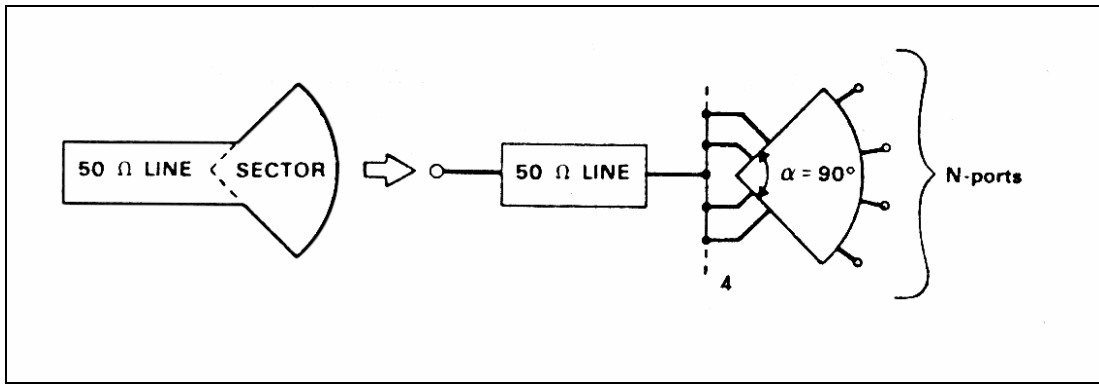 50 Ω LINE
SECTOR
50 Ω LINE
α = 90°
N-ports
4